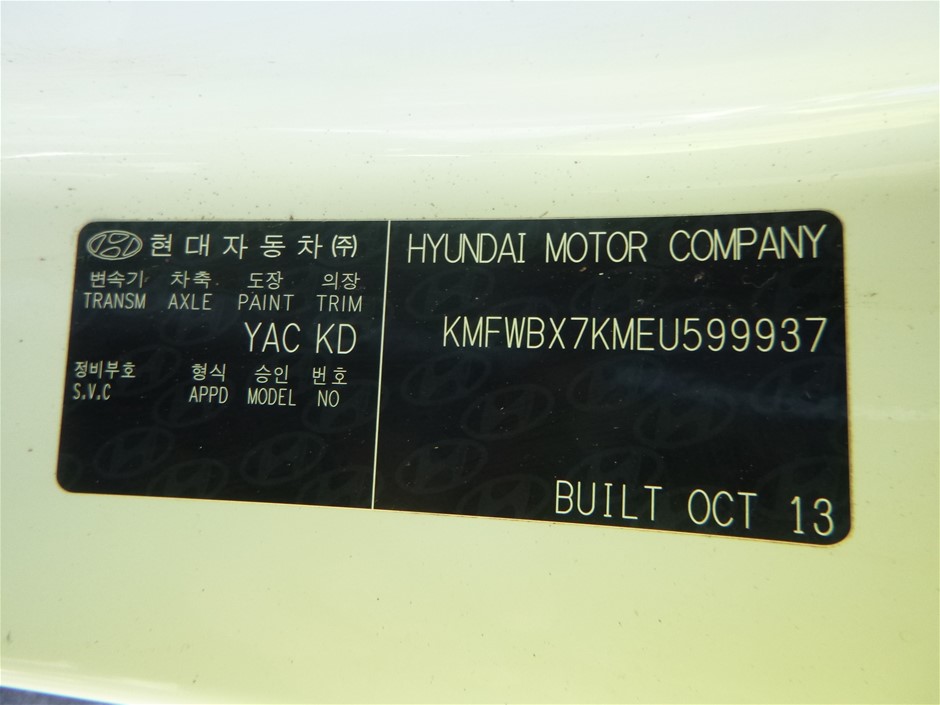 현대자동차㈜
변속기 차축 도장 의장
TRANSM AXLE PAINT TRIM
YAC KD
정비부호 형식 승인 번호
S.V.C APPD MODEL NO
HYUNDAI MOTOR COMPANY
KMFWBX7KMEU599937
BUILT OCT 13